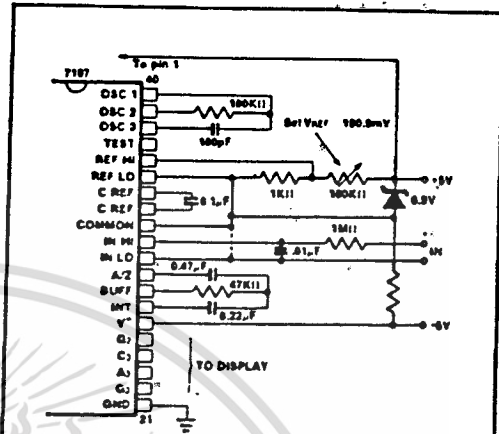 To pin 1
7107
40
OSC 1
OSC 2
OSC 3
TEST
REF HI
REF LO
C REF
C REF
COMMON
IN HI
IN LO
A/Z
BUFF
INT
V-
G2
C3
A3
G3
GND
21
100KΩ
100pF
Set VREF
100.0mV
1KΩ
+5V
6.8V
0.1μF
1MΩ
.01μF
IN
0.47μF
47KΩ
0.22μF
-5V
TO DISPLAY